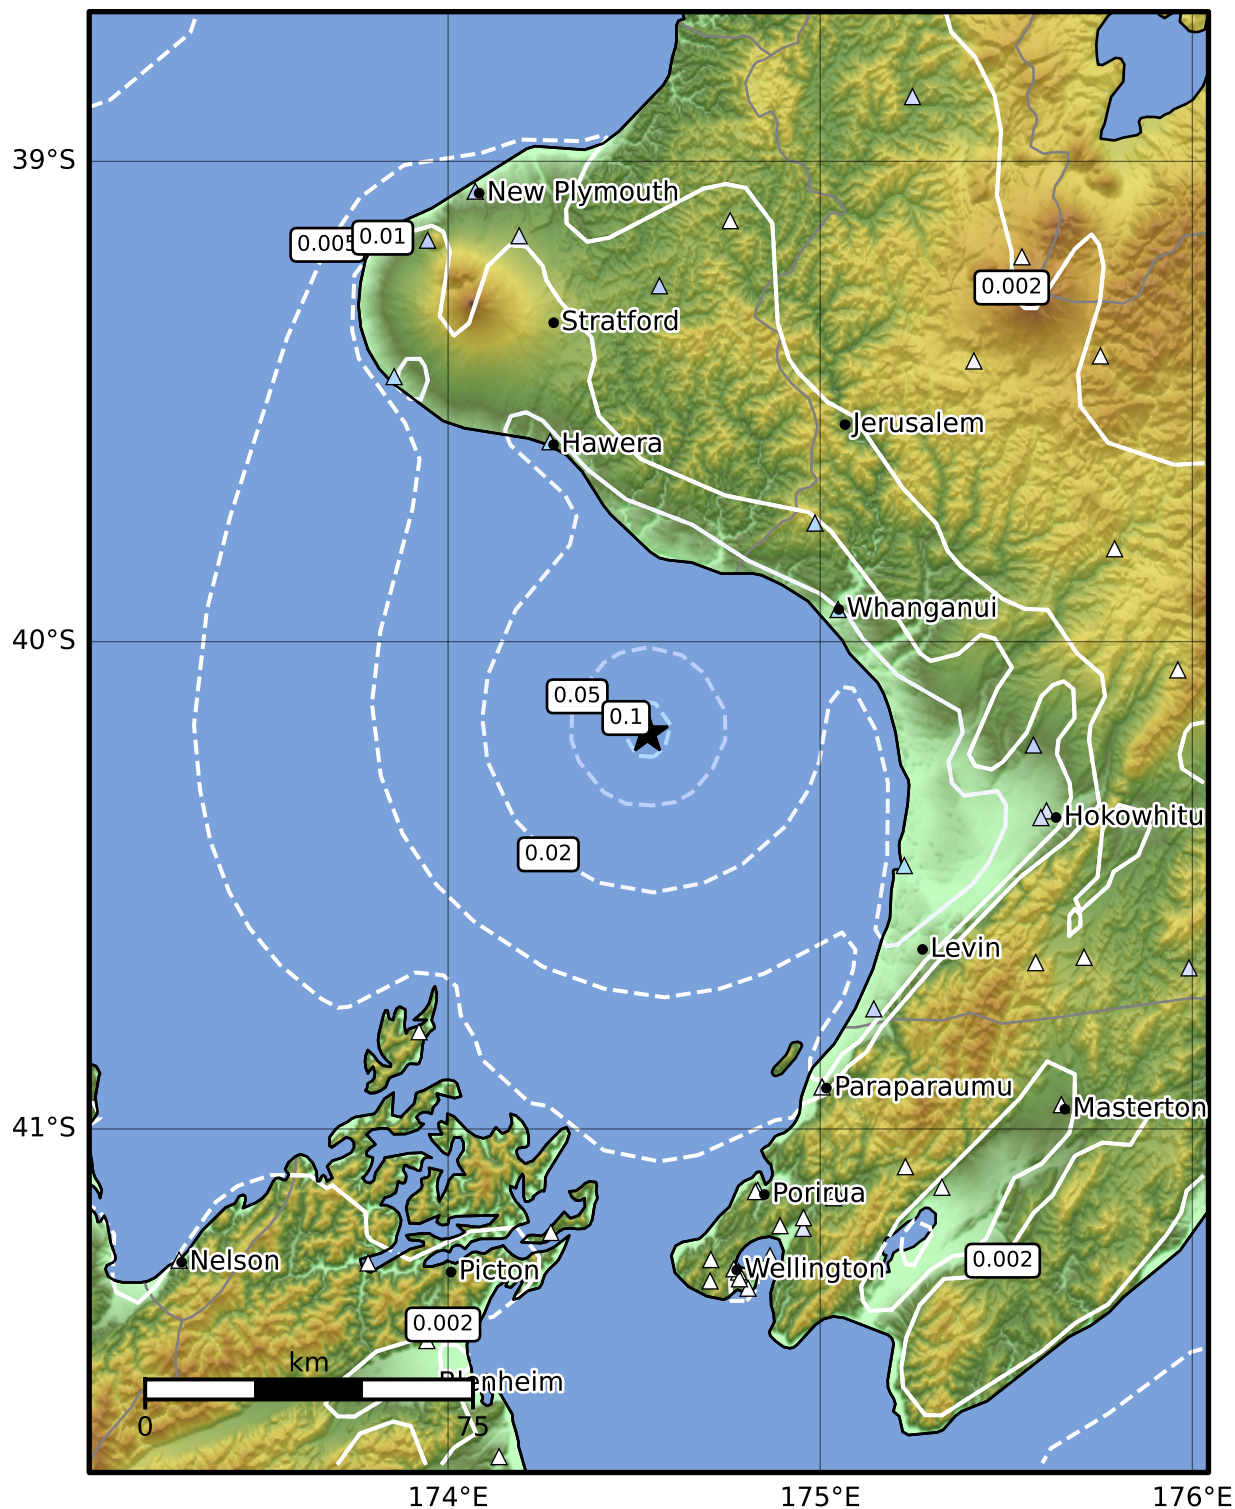 39°S
New Plymouth
0.005
0.01
0.002
Stratford
Jerusalem
Hawera
Whanganui
40°S
0.05
0.1
Hokowhitu
0.02
Levin
Paraparaumu
Masterton
41°S
Porirua
Nelson
Picton
Wellington
0.002
0.002
km
Blenheim
0
75
174°E
175°E
176°E